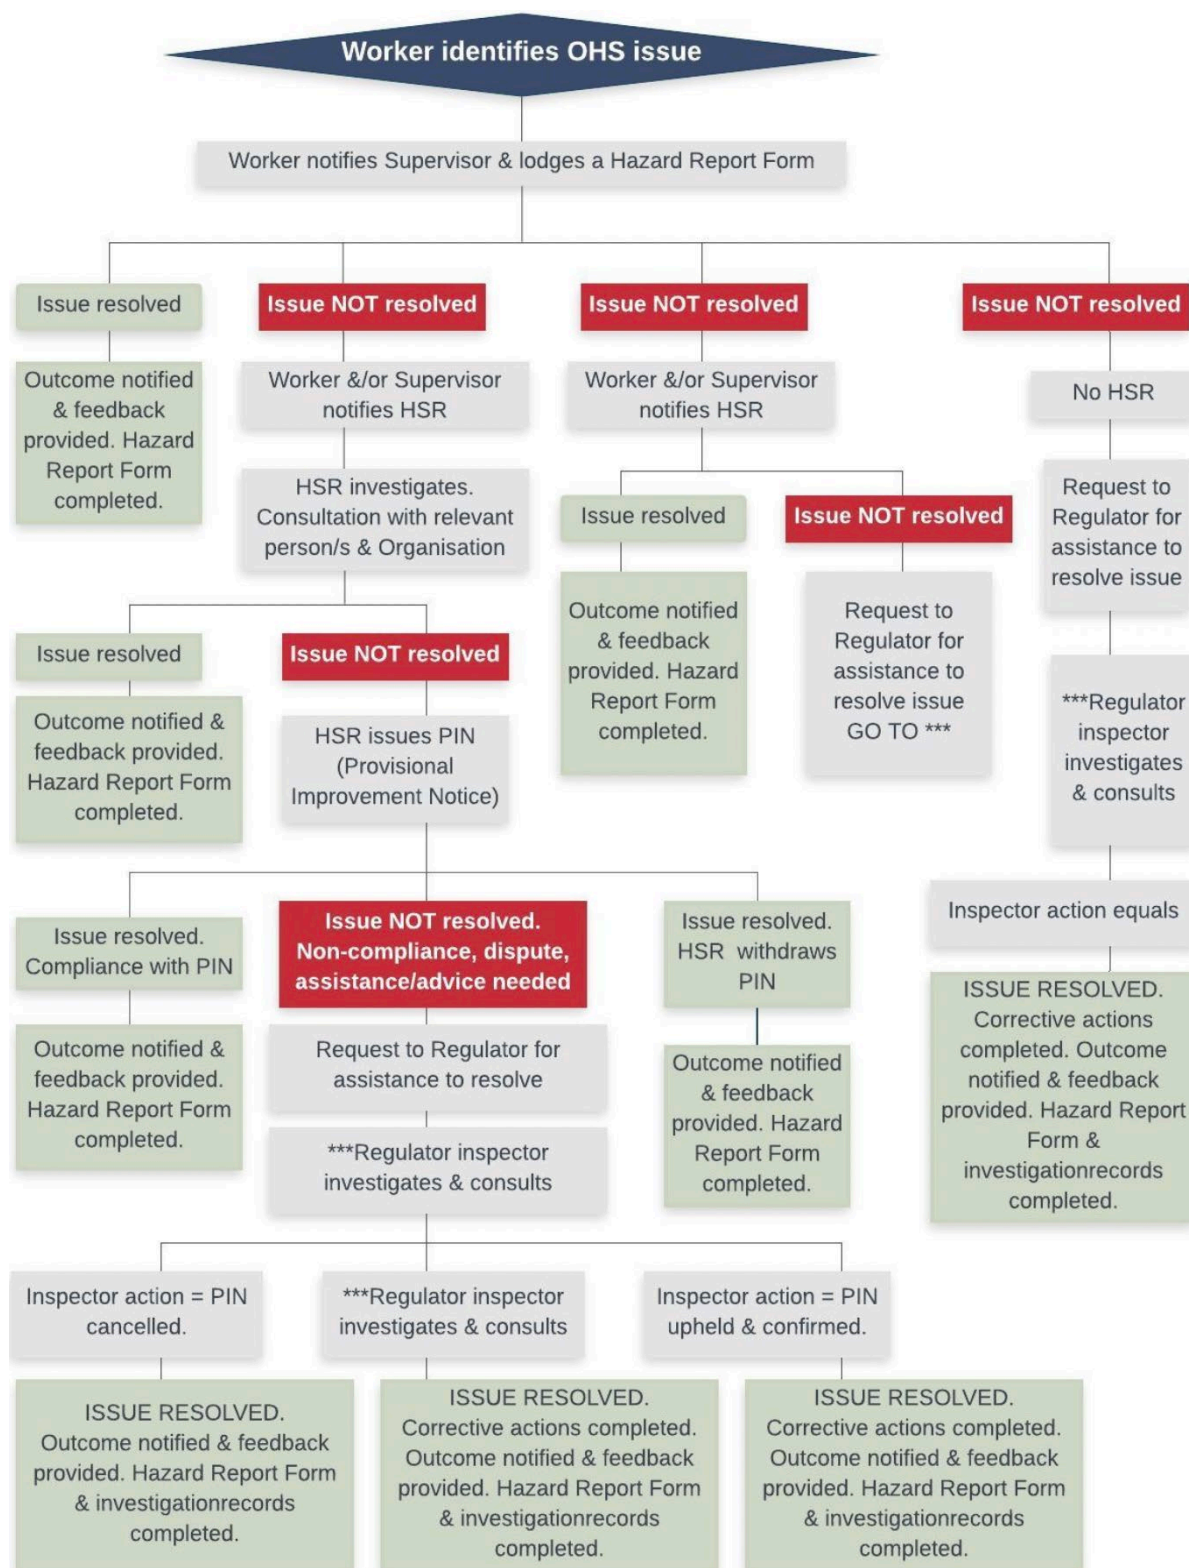 Worker identifies OHS issue
Worker notifies Supervisor & lodges a Hazard Report Form
Issue resolved
Outcome notified
& feedback
provided. Hazard
Report Form
completed.
Issue NOT resolved
Worker &/or Supervisor
notifies HSR
HSR investigates.
Consultation with relevant
person/s & Organisation
Issue resolved
Outcome notified &
feedback provided.
Hazard Report Form
completed.
Issue NOT resolved
HSR issues PIN
(Provisional
Improvement Notice)
Issue resolved.
Compliance with PIN
Outcome notified &
feedback provided.
Hazard Report Form
completed.
Issue NOT resolved.
Non-compliance, dispute,
assistance/advice needed
Request to Regulator for
assistance to resolve
***Regulator inspector
investigates & consults
Issue resolved.
HSR withdraws
PIN
Outcome notified
& feedback
provided. Hazard
Report Form
completed.
Inspector action = PIN
cancelled.
ISSUE RESOLVED.
Outcome notified & feedback
provided. Hazard Report Form
& investigationrecords
completed.
***Regulator inspector
investigates & consults
ISSUE RESOLVED.
Corrective actions completed.
Outcome notified & feedback
provided. Hazard Report Form
& investigationrecords
completed.
Inspector action = PIN
upheld & confirmed.
ISSUE RESOLVED.
Corrective actions completed.
Outcome notified & feedback
provided. Hazard Report Form
& investigationrecords
completed.
Issue NOT resolved
Worker &/or Supervisor
notifies HSR
Issue resolved
Outcome notified
& feedback
provided. Hazard
Report Form
completed.
Issue NOT resolved
Request to
Regulator for
assistance to
resolve issue
GO TO ***
Issue NOT resolved
No HSR
Request to
Regulator for
assistance to
resolve issue
***Regulator
inspector
investigates
& consults
Inspector action equals
ISSUE RESOLVED.
Corrective actions
completed. Outcome
notified & feedback
provided. Hazard Report
Form &
investigationrecords
completed.